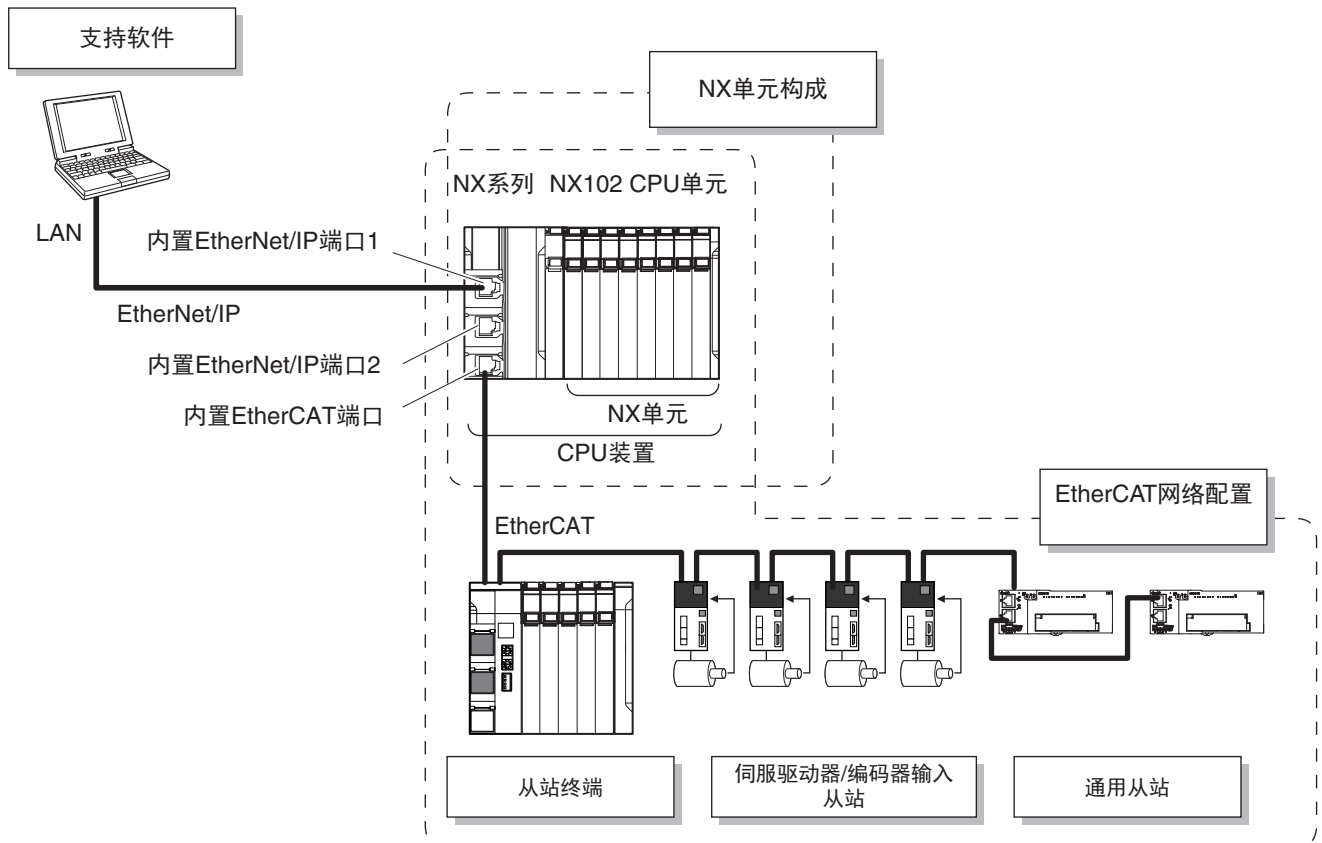 支持软件
NX单元构成
NX系列 NX102 CPU单元
LAN
内置EtherNet/IP端口1
EtherNet/IP
内置EtherNet/IP端口2
内置EtherCAT端口
NX单元
CPU装置
EtherCAT网络配置
EtherCAT
从站终端
伺服驱动器/编码器输入
从站
通用从站